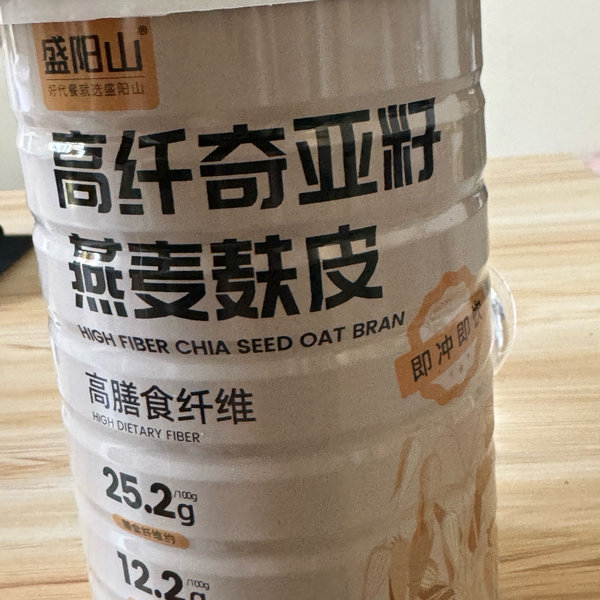 盛阳山®
好代餐就选盛阳山
高纤奇亚籽
燕麦麸皮
HIGH FIBER CHIA SEED OAT BRAN
即冲即饮
高膳食纤维
HIGH DIETARY FIBER
25.2g/100g
膳食纤维约
12.2g/100g